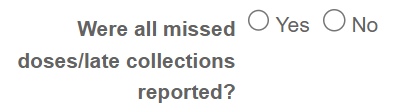 Were all missed Yes No
doses/late collections
reported?